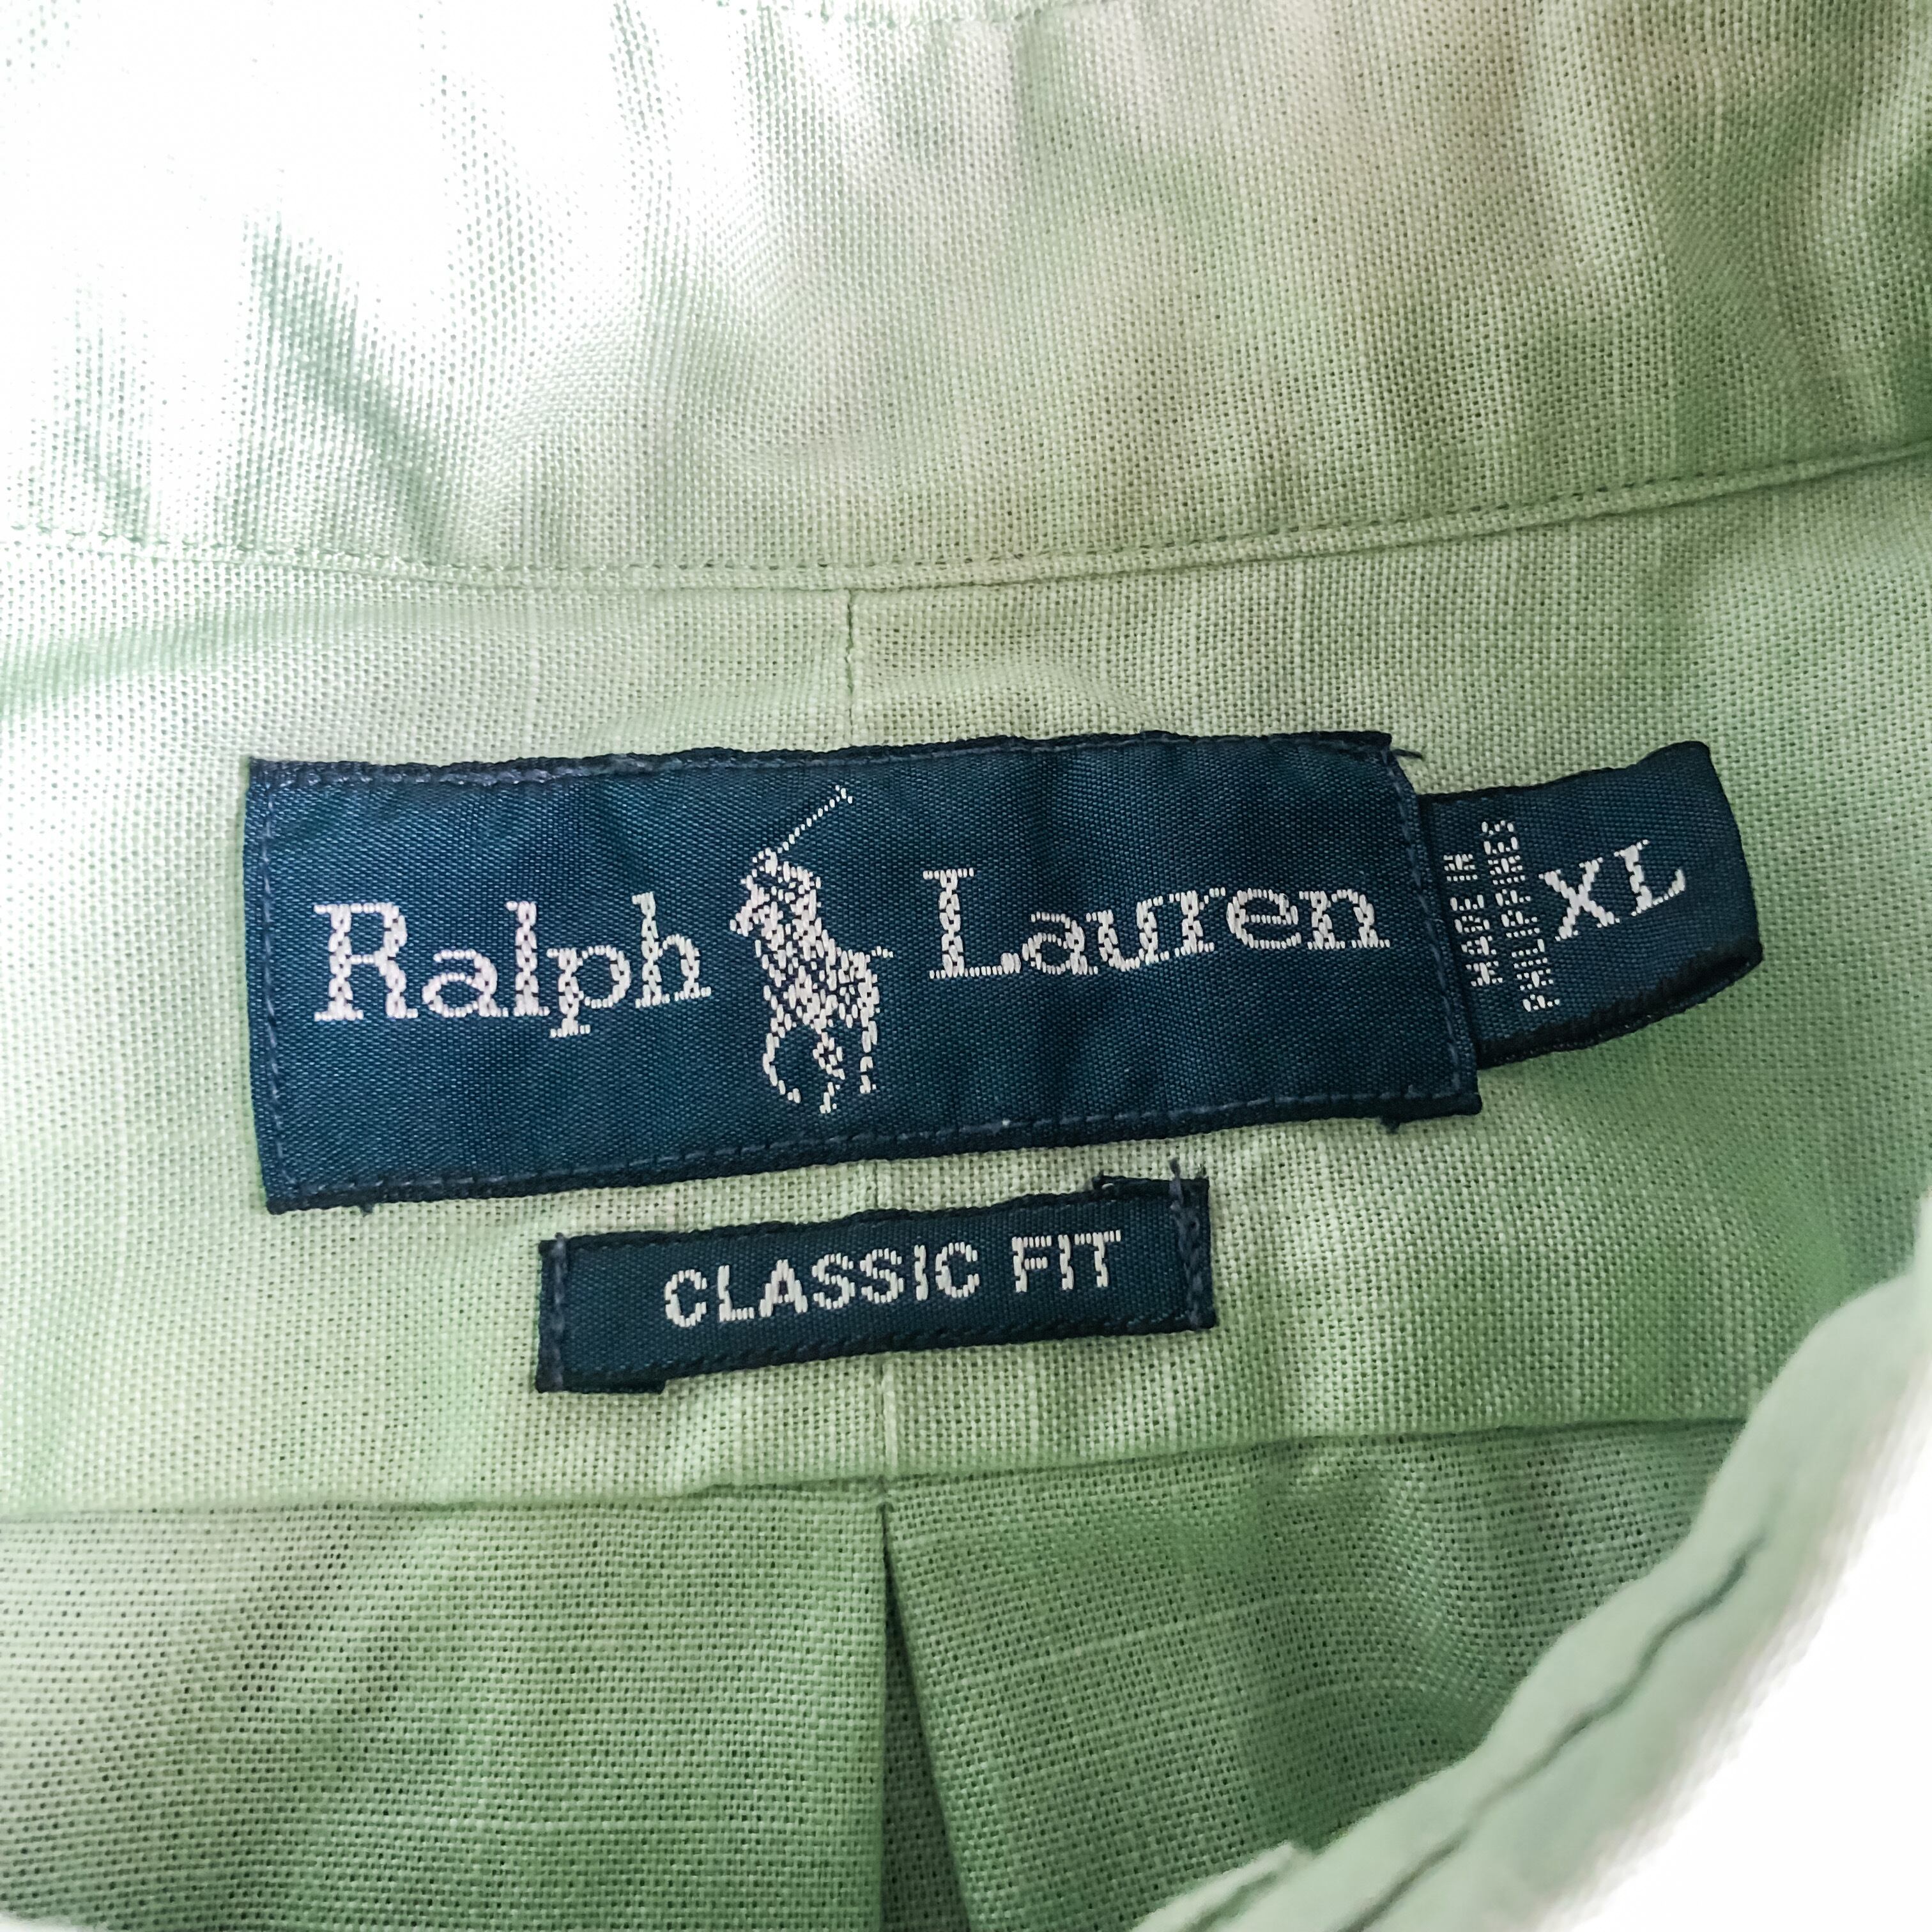 Ralph Lauren
MADE IN
PHILIPPINES
XL
CLASSIC FIT